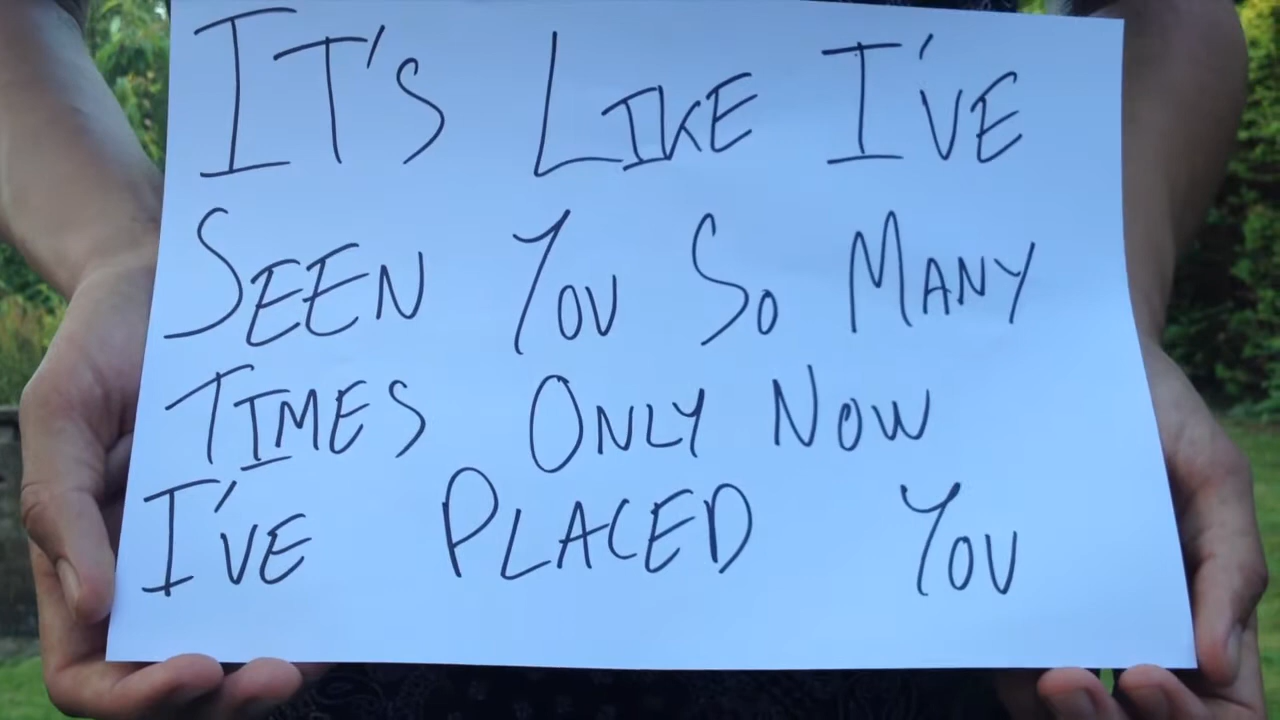 IT'S LIKE I'VE
SEEN YOU SO MANY
TIMES ONLY NOW
I'VE PLACED YOU